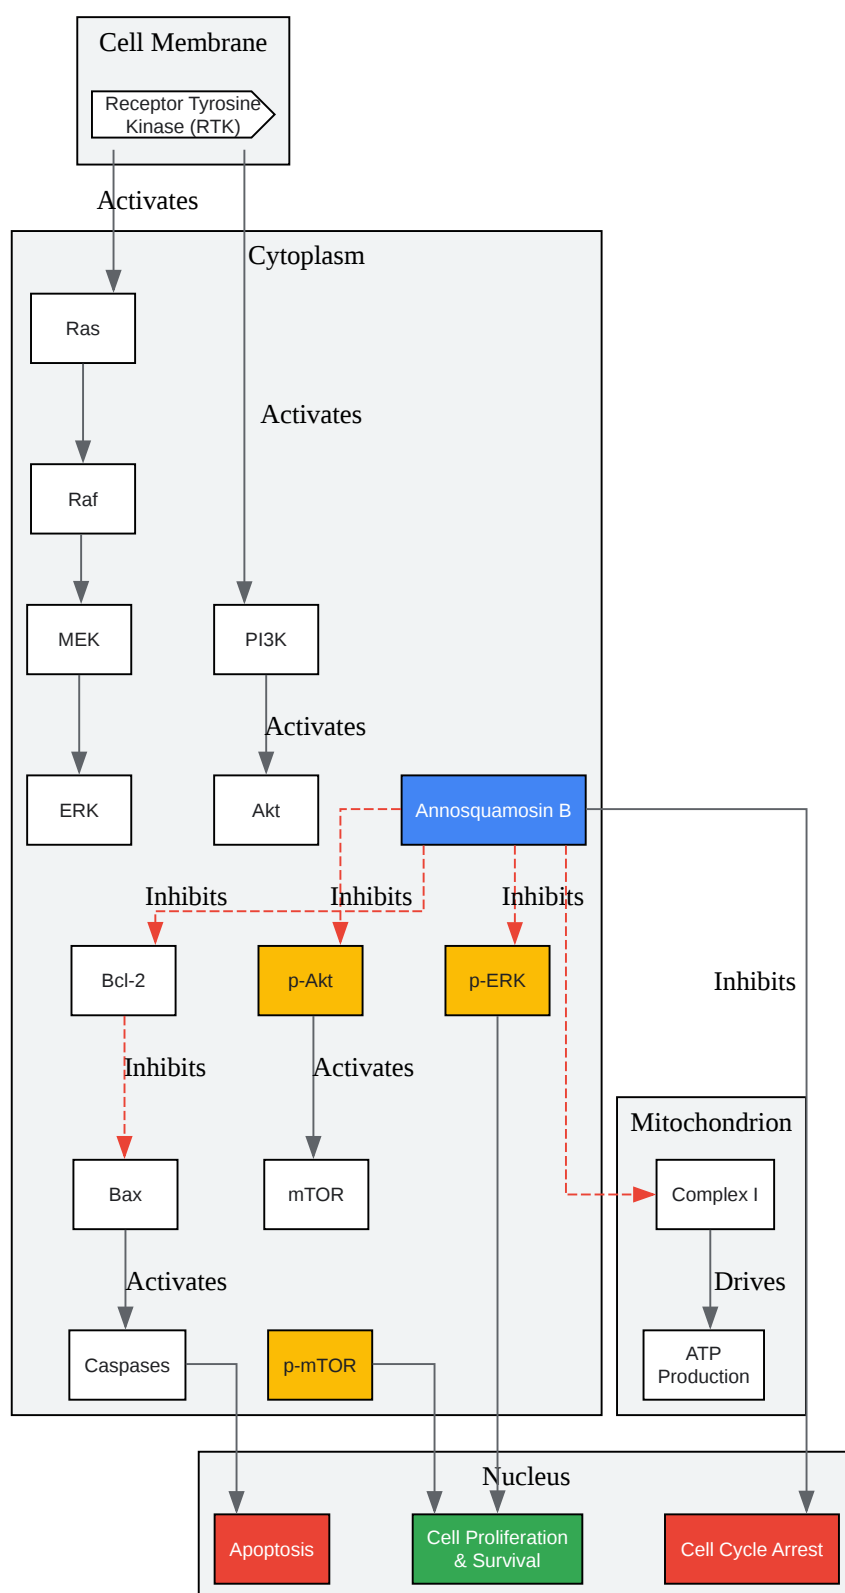 Cell Membrane
Receptor Tyrosine
Kinase (RTK)
Activates
Cytoplasm
Ras
Activates
Raf
MEK
PI3K
Activates
ERK
Akt
Annosquamosin B
Inhibits
Inhibits
Inhibits
Bcl-2
p-Akt
p-ERK
Inhibits
Inhibits
Activates
Mitochondrion
Bax
mTOR
Complex I
Activates
Drives
Caspases
p-mTOR
ATP
Production
Nucleus
Apoptosis
Cell Proliferation
& Survival
Cell Cycle Arrest